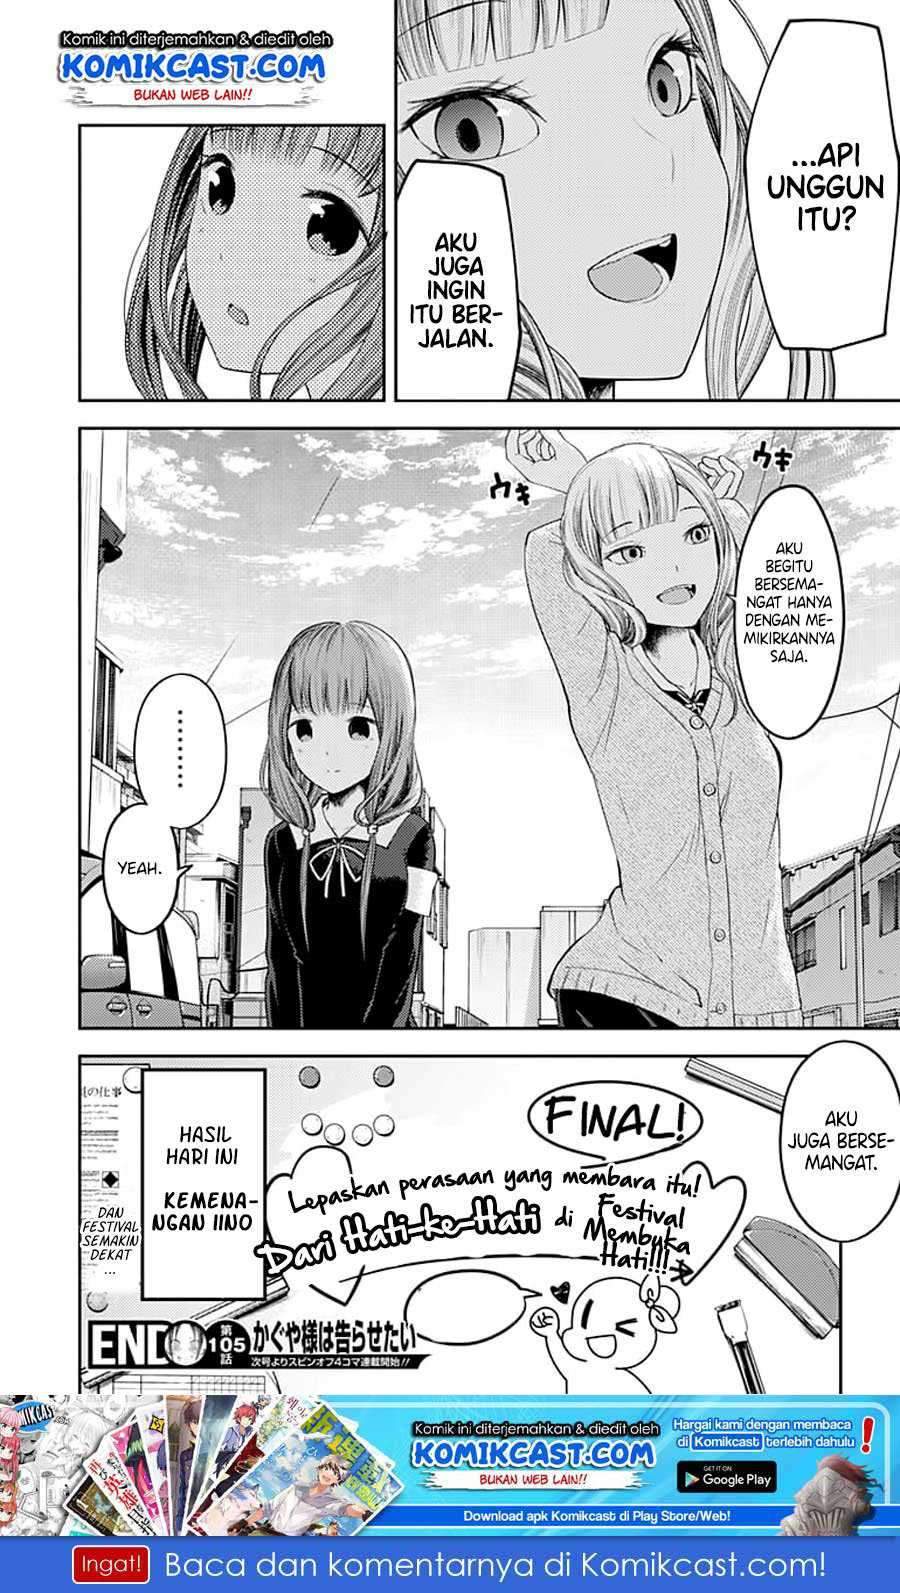 Komik ini diterjemahkan & diedit oleh
KOMIKCAST.COM
BUKAN WEB LAIN!!
...API
UNGGUN
ITU?
AKU
JUGA
INGIN
ITU BER-
JALAN.
ウキ
ウキ
AKU
BEGITU
BERSEMA-
NGAT HANYA
DENGAN ME-
MIKIRKANNYA
SAJA.
.........
YEAH.
AKU
JUGA BERSE-
MANGAT.
の仕事
HASIL
HARI INI
KEMENA-
NGAN IINO
DAN
FESTIVAL
SEMAKIN
DEKAT
...
FINAL!
Lepaskan perasaan yang membara itu!
Dari Hati-ke-Hati di Festival
Membuka
Hati!!!
END
第105話
かぐや様は告らせたい
次号よりスピンオフ4コマ連載開始!!
Komik ini diterjemahkan & diedit oleh
KOMIKCAST.COM
BUKAN WEB LAIN!!
Hargai kami dengan membaca
di Komikcast terlebih dahulu !
GET IT ON
Google Play
Download apk Komikcast di Play Store/Web!
Ingat! Baca dan komentarnya di Komikcast.com!